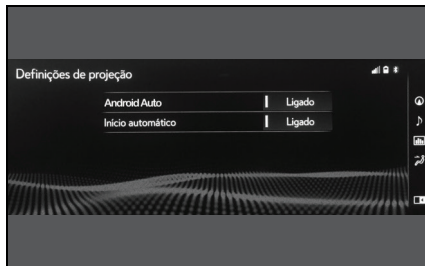 Definições de projeção
Android Auto Ligado
Início automático Ligado